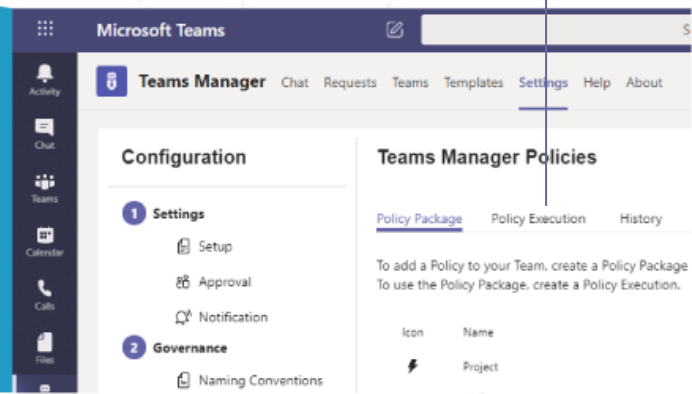 Microsoft Teams
S
Teams Manager Chat Requests Teams Templates Settings Help About
Activity
Chat
Teams
Calendar
Calls
Files
Configuration
1 Settings
Setup
Approval
Notification
2 Governance
Naming Conventions
Teams Manager Policies
Policy Package Policy Execution History
To add a Policy to your Team, create a Policy Package
To use the Policy Package, create a Policy Execution.
Icon Name
Project